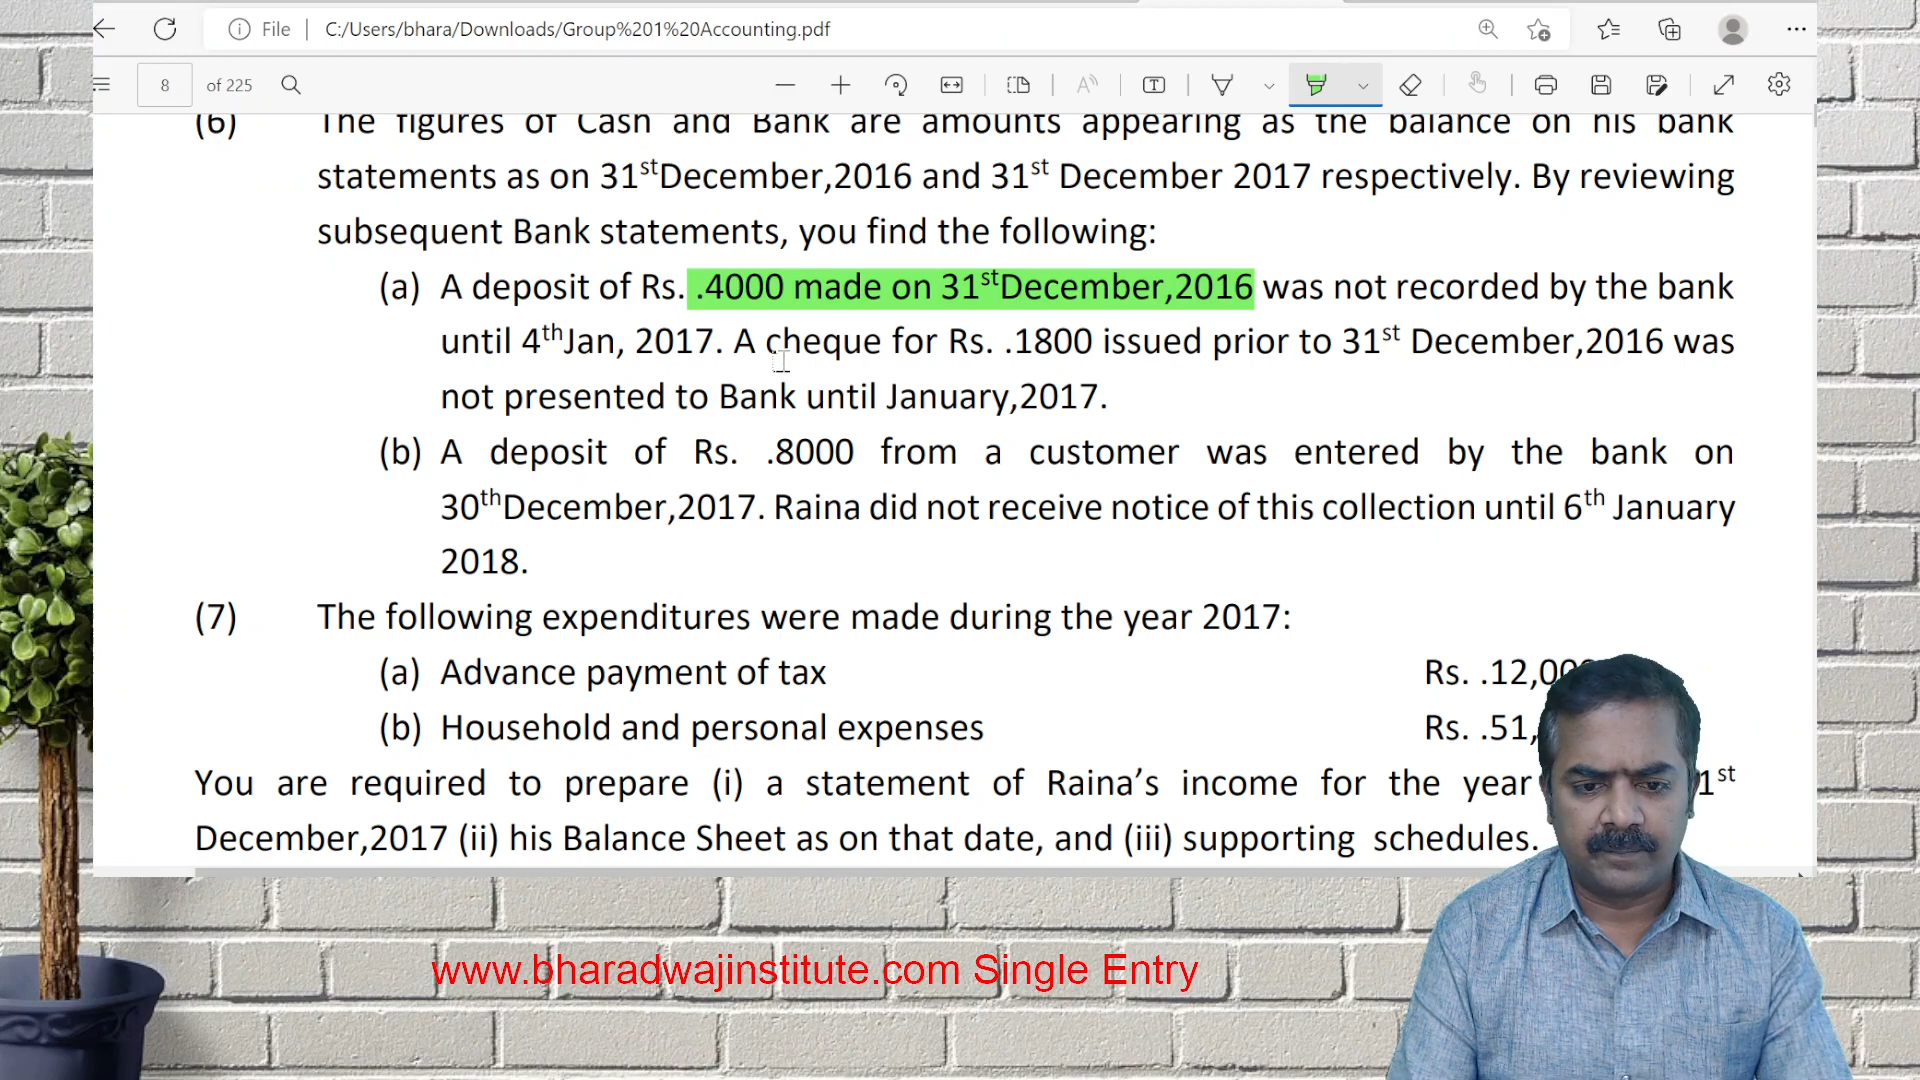 File
C:/Users/bhara/Downloads/Group%201%20Accounting.pdf
8 of 225
(6) The figures of Cash and Bank are amounts appearing as the balance on his bank
statements as on 31stDecember,2016 and 31st December 2017 respectively. By reviewing
subsequent Bank statements, you find the following:
(a) A deposit of Rs. .4000 made on 31stDecember,2016 was not recorded by the bank
until 4thJan, 2017. A cheque for Rs. .1800 issued prior to 31st December,2016 was
not presented to Bank until January,2017.
(b) A deposit of Rs. .8000 from a customer was entered by the bank on
30thDecember,2017. Raina did not receive notice of this collection until 6th January
2018.
(7) The following expenditures were made during the year 2017:
(a) Advance payment of tax Rs.
(b) Household and personal expenses Rs.
You are required to prepare (i) a statement of Raina’s income for the year
December,2017 (ii) his Balance Sheet as on that date, and (iii) supporting schedules.
www.bharadwajinstitute.com Single Entry